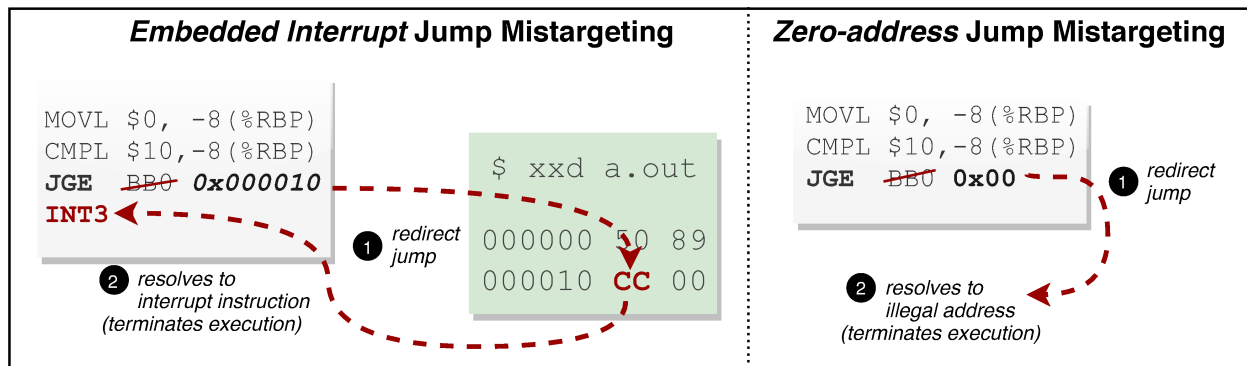 Embedded Interrupt Jump Mistargeting
MOVL $0, -8(%RBP)
CMPL $10,-8(%RBP)
JGE BB0 0x000010
INT3
1 redirect
jump
2 resolves to
interrupt instruction
(terminates execution)
$ xxd a.out
000000 50 89
000010 CC 00
Zero-address Jump Mistargeting
MOVL $0, -8(%RBP)
CMPL $10,-8(%RBP)
JGE BB0 0x00
1 redirect
jump
2 resolves to
illegal address
(terminates execution)